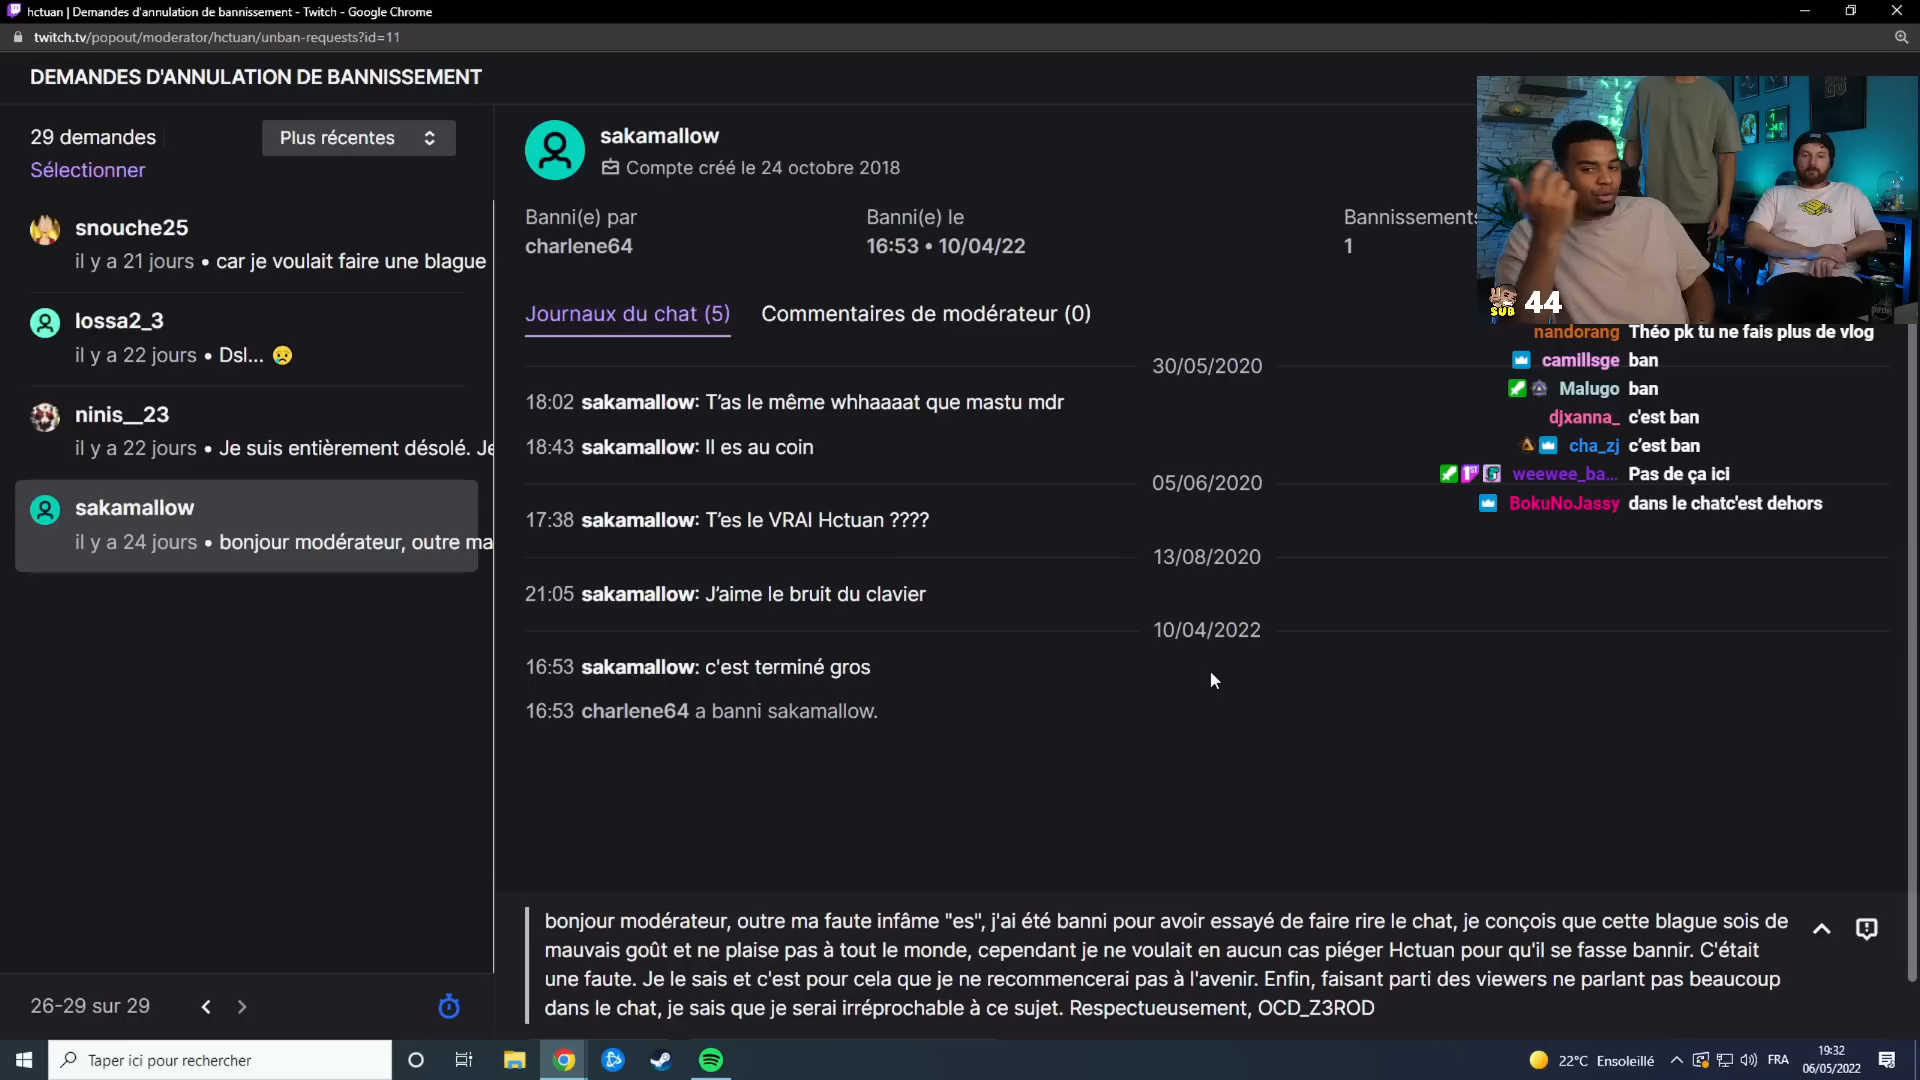 hctuan | Demandes d'annulation de bannissement - Twitch - Google Chrome
twitch.tv/popout/moderator/hctuan/unban-requests?id=11
DEMANDES D'ANNULATION DE BANNISSEMENT
29 demandes
Plus récentes
Sélectionner
snouche25
il y a 21 jours • car je voulait faire une blague
lossa2_3
il y a 22 jours • Dsl... 😥
ninis__23
il y a 22 jours • Je suis entièrement désolé. Je
sakamallow
il y a 24 jours • bonjour modérateur, outre ma
26-29 sur 29
sakamallow
Compte créé le 24 octobre 2018
Banni(e) par
charlene64
Banni(e) le
16:53 • 10/04/22
Bannissements
1
Journaux du chat (5)
Commentaires de modérateur (0)
30/05/2020
18:02 sakamallow: T'as le même whhaaaat que mastu mdr
18:43 sakamallow: Il es au coin
05/06/2020
17:38 sakamallow: T'es le VRAI Hctuan ????
13/08/2020
21:05 sakamallow: J'aime le bruit du clavier
10/04/2022
16:53 sakamallow: c'est terminé gros
16:53 charlene64 a banni sakamallow.
bonjour modérateur, outre ma faute infâme "es", j'ai été banni pour avoir essayé de faire rire le chat, je conçois que cette blague sois de
mauvais goût et ne plaise pas à tout le monde, cependant je ne voulait en aucun cas piéger Hctuan pour qu'il se fasse bannir. C'était
une faute. Je le sais et c'est pour cela que je ne recommencerai pas à l'avenir. Enfin, faisant parti des viewers ne parlant pas beaucoup
dans le chat, je sais que je serai irréprochable à ce sujet. Respectueusement, OCD_Z3ROD
SUB 44
nandorang Théo pk tu ne fais plus de vlog
camillsge ban
Malugo ban
djxanna_ c'est ban
cha_zj c'est ban
weewee_ba... Pas de ça ici
BokuNoJassy dans le chatc'est dehors
Taper ici pour rechercher
22°C Ensoleillé
FRA
19:32
06/05/2022